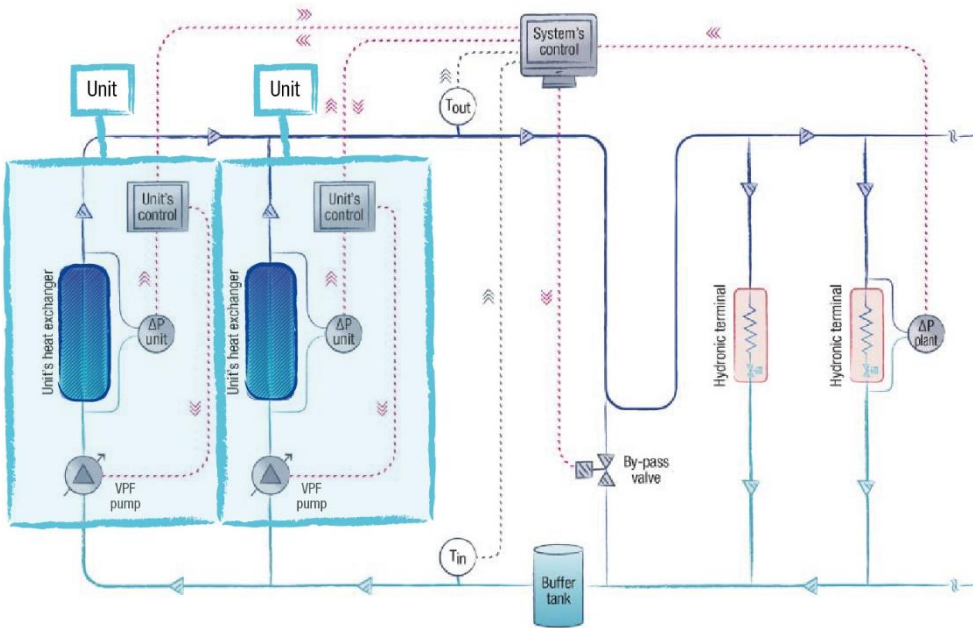 System's
control
Unit
Unit
Tout
Unit's
control
Unit's
control
Unit's heat exchanger
ΔP
unit
Unit's heat exchanger
ΔP
unit
Hydronic terminal
Hydronic terminal
ΔP
plant
VPF
pump
VPF
pump
By-pass
valve
Tin
Buffer
tank